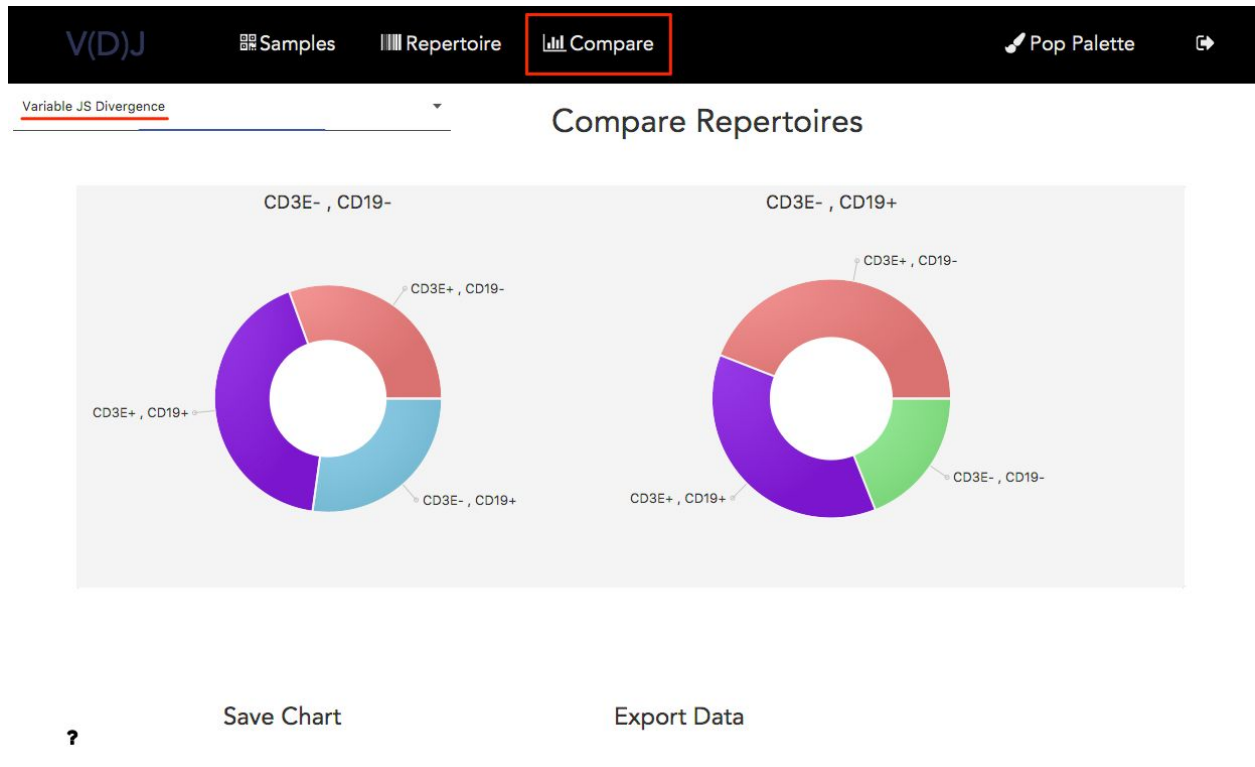 V(D)J Samples Repertoire Compare Pop Palette
Variable JS Divergence
Compare Repertoires
CD3E- , CD19-
CD3E+ , CD19-
CD3E+ , CD19+
CD3E- , CD19+
CD3E- , CD19+
CD3E+ , CD19-
CD3E+ , CD19+
CD3E- , CD19-
Save Chart
Export Data
?